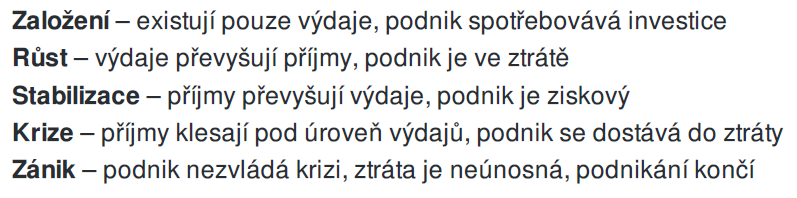 Založení – existují pouze výdaje, podnik spotřebovává investice
Růst – výdaje převyšují příjmy, podnik je ve ztrátě
Stabilizace – příjmy převyšují výdaje, podnik je ziskový
Krize – příjmy klesají pod úroveň výdajů, podnik se dostává do ztráty
Zánik – podnik nezvládá krizi, ztráta je neúnosná, podnikání končí